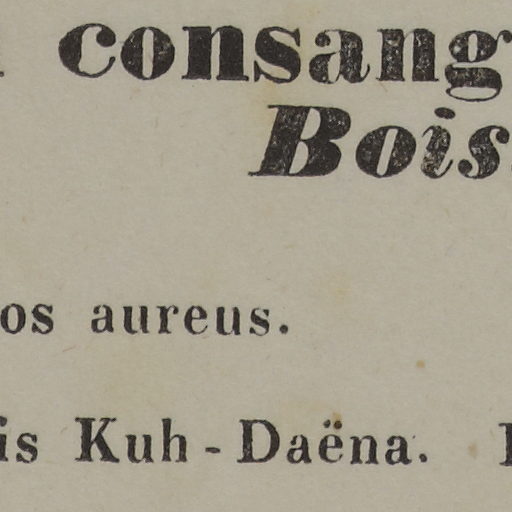 consang
Bois
os aureus.
is Kuh-Daëna.